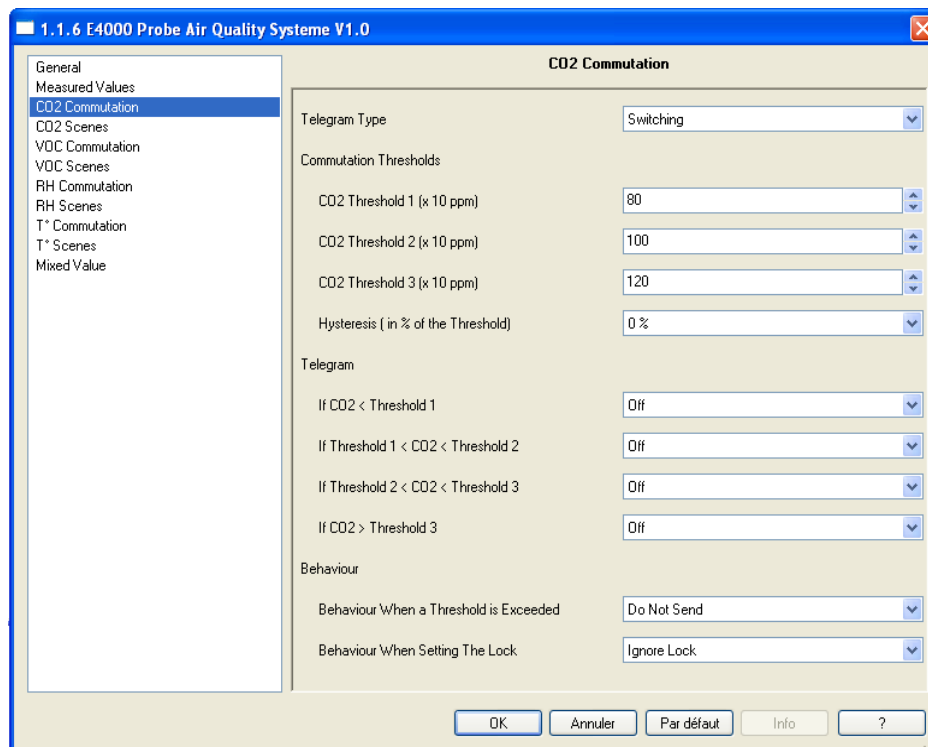 1.1.6 E4000 Probe Air Quality Systeme V1.0
General
Measured Values
CO2 Commutation
CO2 Scenes
VOC Commutation
VOC Scenes
RH Commutation
RH Scenes
T° Commutation
T° Scenes
Mixed Value
CO2 Commutation
Telegram Type Switching
Commutation Thresholds
CO2 Threshold 1 (x 10 ppm) 80
CO2 Threshold 2 (x 10 ppm) 100
CO2 Threshold 3 (x 10 ppm) 120
Hysteresis ( in % of the Threshold) 0 %
Telegram
If CO2 < Threshold 1 Off
If Threshold 1 < CO2 < Threshold 2 Off
If Threshold 2 < CO2 < Threshold 3 Off
If CO2 > Threshold 3 Off
Behaviour
Behaviour When a Threshold is Exceeded Do Not Send
Behaviour When Setting The Lock Ignore Lock
OK Annuler Par défaut Info ?